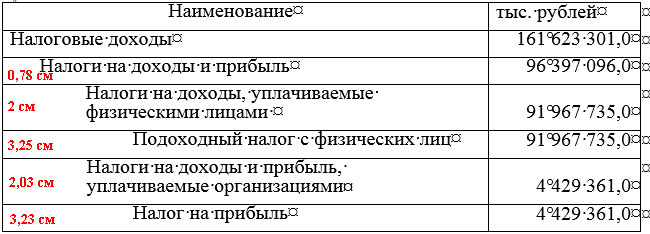 Наименование¤ тыс.·рублей¤ ¤
Налоговые·доходы¤ 161°623·301,0¤ ¤
0,78 см Налоги·на·доходы·и·прибыль¤ 96°397·096,0¤ ¤
2 см Налоги·на·доходы,·уплачиваемые·
физическими·лицами·¤ 91°967·735,0¤ ¤
3,25 см Подоходный·налог·с·физических·лиц¤ 91°967·735,0¤ ¤
Налоги·на·доходы·и·прибыль,·
2,03 см уплачиваемые·организациями¤ 4°429·361,0¤ ¤
3,23 см Налог·на·прибыль¤ 4°429·361,0¤ ¤